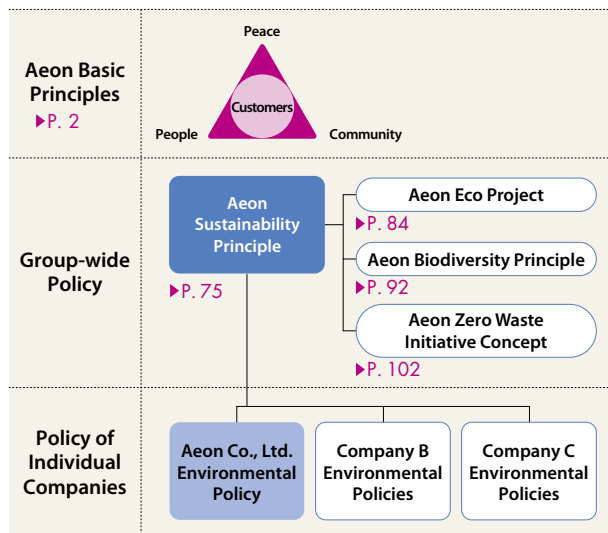 Aeon Basic
Principles
▶P. 2
Peace
Customers
People
Community
Group-wide
Policy
Aeon
Sustainability
Principle
▶P. 75
Aeon Eco Project
▶P. 84
Aeon Biodiversity Principle
▶P. 92
Aeon Zero Waste
Initiative Concept
▶P. 102
Policy of
Individual
Companies
Aeon Co., Ltd.
Environmental
Policy
Company B
Environmental
Policies
Company C
Environmental
Policies